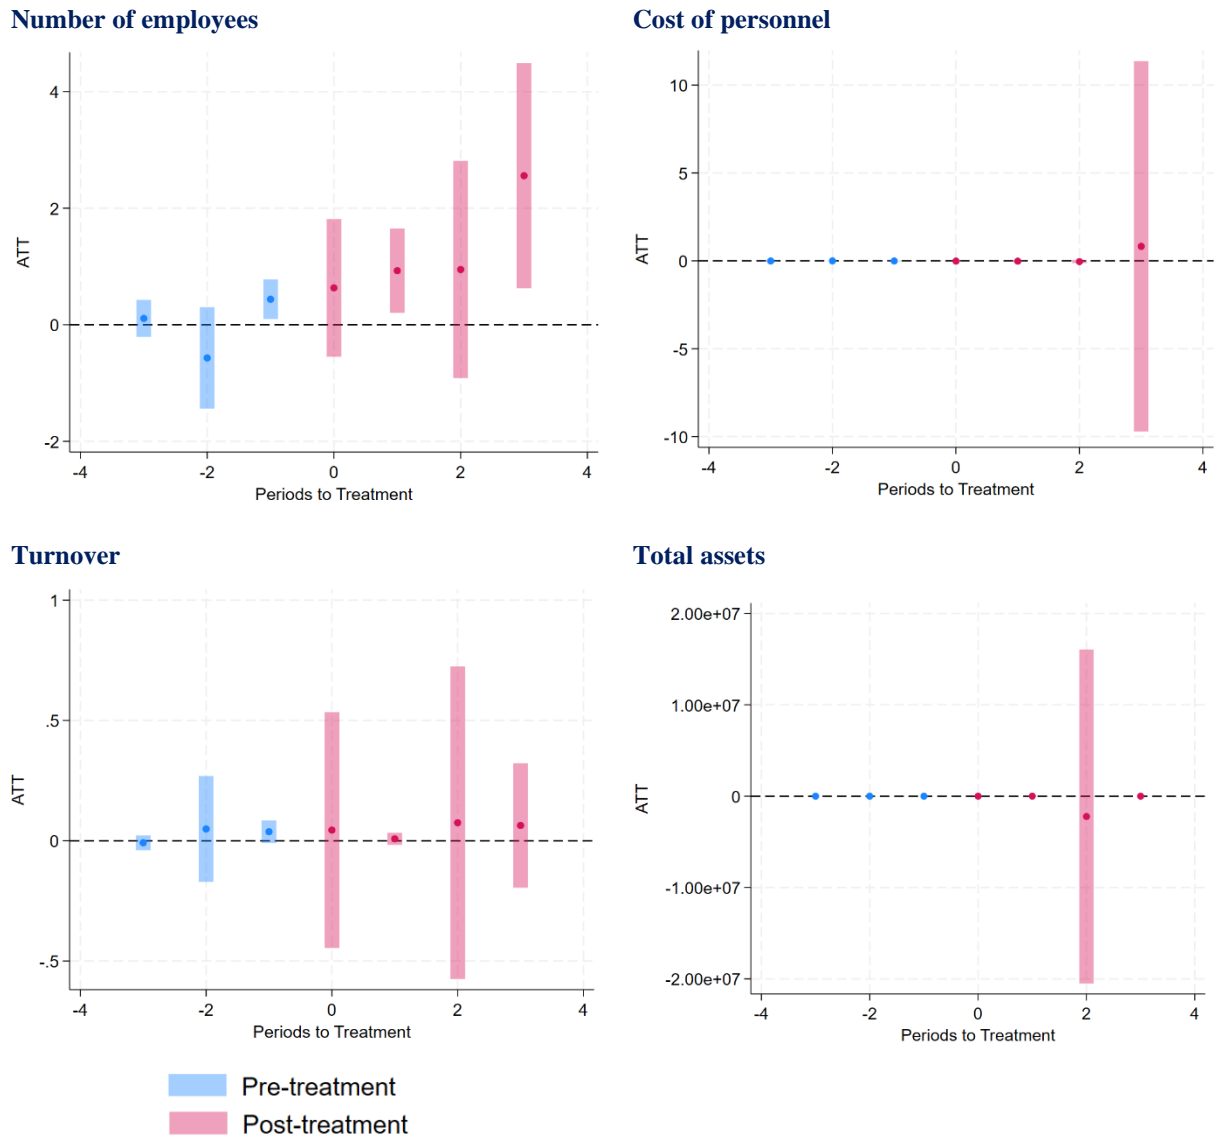 Number of employees
ATT
4
2
0
-2
-4
-2
0
2
4
Periods to Treatment
Cost of personnel
ATT
10
5
0
-5
-10
-4
-2
0
2
4
Periods to Treatment
Turnover
ATT
1
.5
0
-.5
-4
-2
0
2
4
Periods to Treatment
Total assets
ATT
2.00e+07
1.00e+07
0
-1.00e+07
-2.00e+07
-4
-2
0
2
4
Periods to Treatment
Pre-treatment
Post-treatment